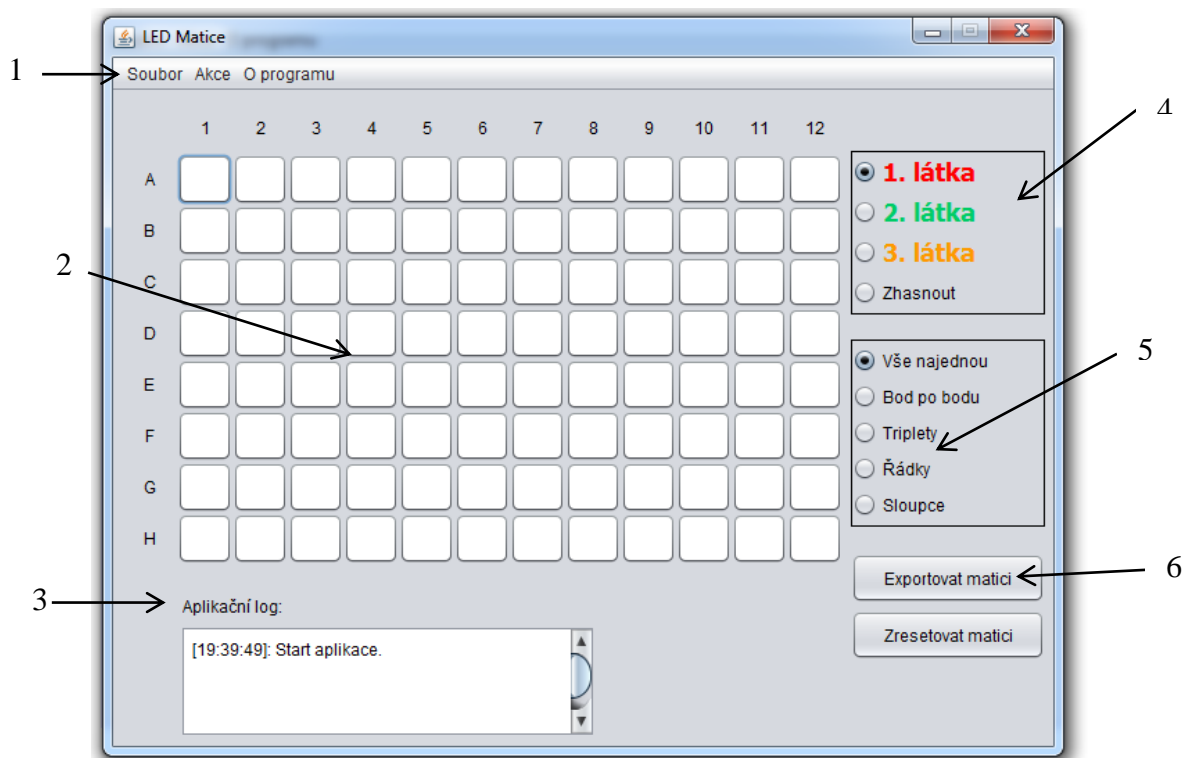 LED Matice
1
Soubor Akce O programu
4
1 2 3 4 5 6 7 8 9 10 11 12
A
B
C
D
E
F
G
H
2
1. látka
2. látka
3. látka
Zhasnout
5
Vše najednou
Bod po bodu
Triplety
Řádky
Sloupce
6
Exportovat matici
Zresetovat matici
3
Aplikační log:
[19:39:49]: Start aplikace.